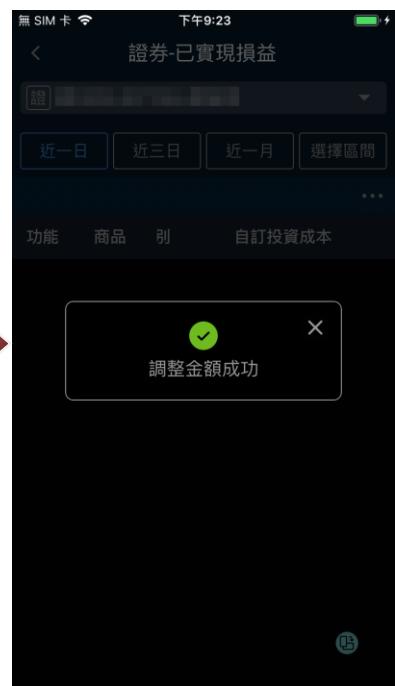 無 SIM 卡 下午9:23
證券-已實現損益
證
近一日 近三日 近一月 選擇區間
功能 商品 別 自訂投資成本
調整金額成功